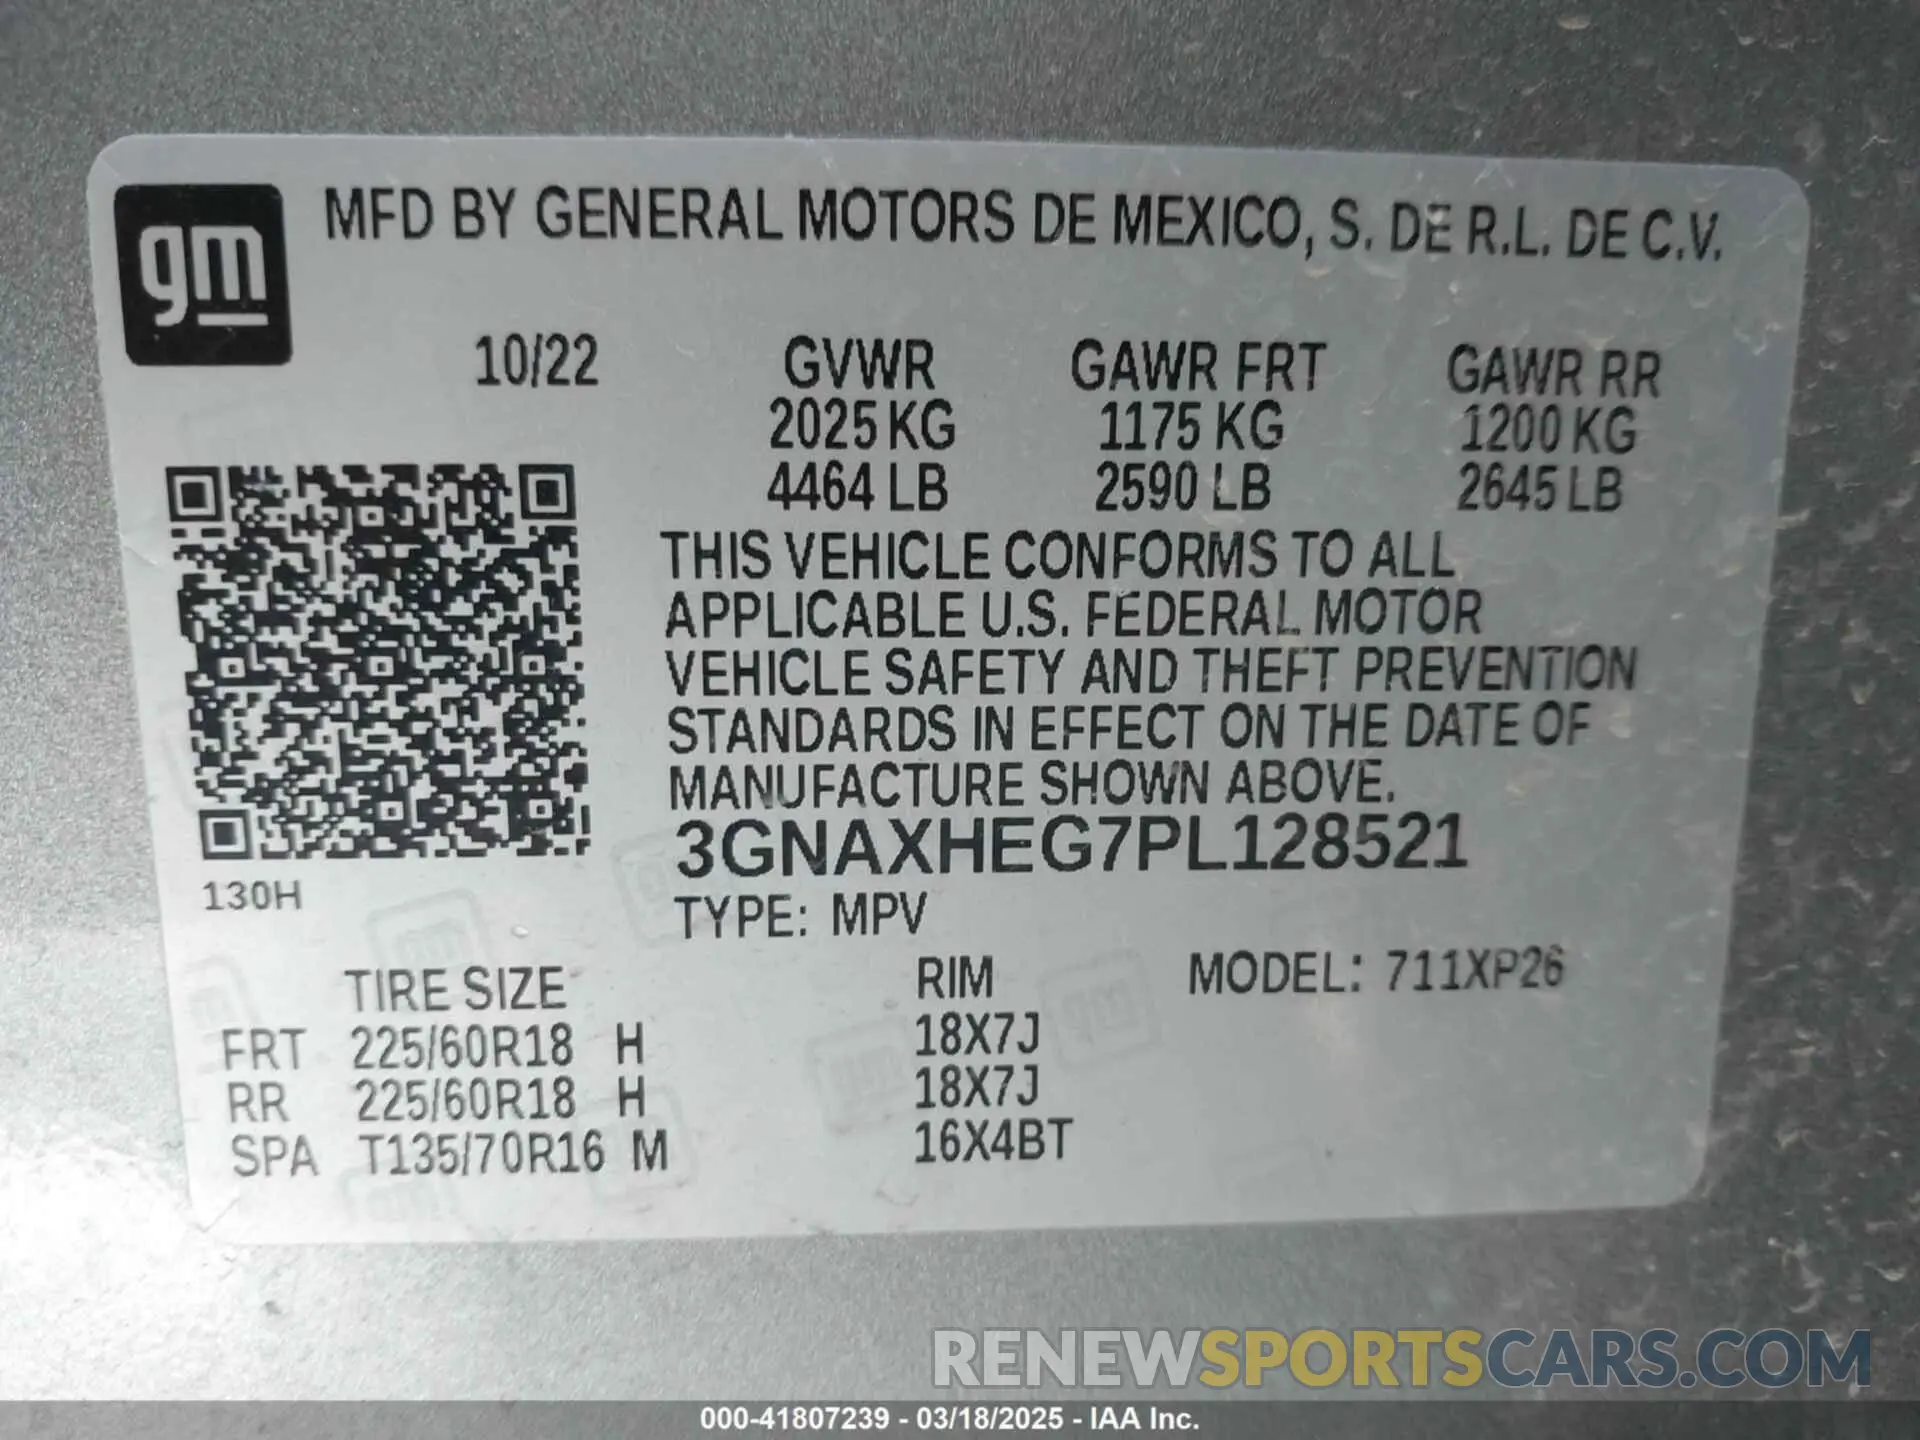 gm
MFD BY GENERAL MOTORS DE MEXICO, S. DE R.L. DE C.V.
10/22 GVWR GAWR FRT GAWR RR
2025 KG 1175 KG 1200 KG
4464 LB 2590 LB 2645 LB
THIS VEHICLE CONFORMS TO ALL
APPLICABLE U.S. FEDERAL MOTOR
VEHICLE SAFETY AND THEFT PREVENTION
STANDARDS IN EFFECT ON THE DATE OF
MANUFACTURE SHOWN ABOVE.
3GNAXHEG7PL128521
130H
TYPE: MPV
TIRE SIZE RIM MODEL: 711XP26
FRT 225/60R18 H 18X7J
RR 225/60R18 H 18X7J
SPA T135/70R16 M 16X4BT
RENEWSPORTSCARS.COM
000-41807239 - 03/18/2025 - IAA Inc.